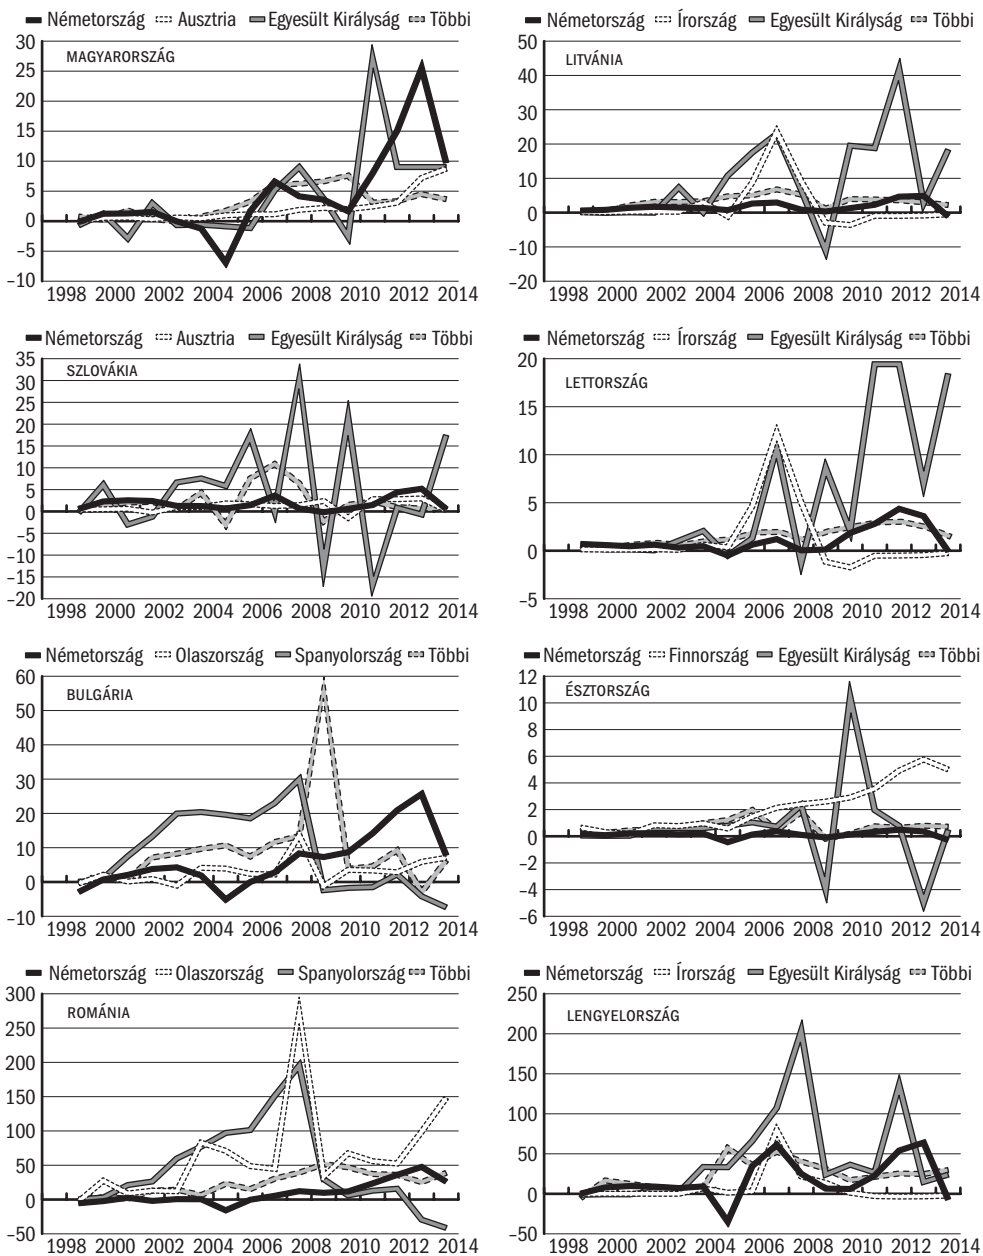 Németország Ausztria Egyesült Királyság Többi
MAGYARORSZÁG
30
25
20
15
10
5
0
–5
–10
1998 2000 2002 2004 2006 2008 2010 2012 2014
Németország Írország Egyesült Királyság Többi
LITVÁNIA
50
40
30
20
10
0
–10
–20
1998 2000 2002 2004 2006 2008 2010 2012 2014
Németország Ausztria Egyesült Királyság Többi
SZLOVÁKIA
35
30
25
20
15
10
5
0
–5
–10
–15
–20
1998 2000 2002 2004 2006 2008 2010 2012 2014
Németország Írország Egyesült Királyság Többi
LETTORSZÁG
20
15
10
5
0
–5
1998 2000 2002 2004 2006 2008 2010 2012 2014
Németország Olaszország Spanyolország Többi
BULGÁRIA
60
50
40
30
20
10
0
–10
1998 2000 2002 2004 2006 2008 2010 2012 2014
Németország Finnország Egyesült Királyság Többi
ÉSZTORSZÁG
12
10
8
6
4
2
0
–2
–4
–6
1998 2000 2002 2004 2006 2008 2010 2012 2014
Németország Olaszország Spanyolország Többi
ROMÁNIA
300
250
200
150
100
50
0
–50
1998 2000 2002 2004 2006 2008 2010 2012 2014
Németország Írország Egyesült Királyság Többi
LENGYELORSZÁG
250
200
150
100
50
0
–50
1998 2000 2002 2004 2006 2008 2010 2012 2014